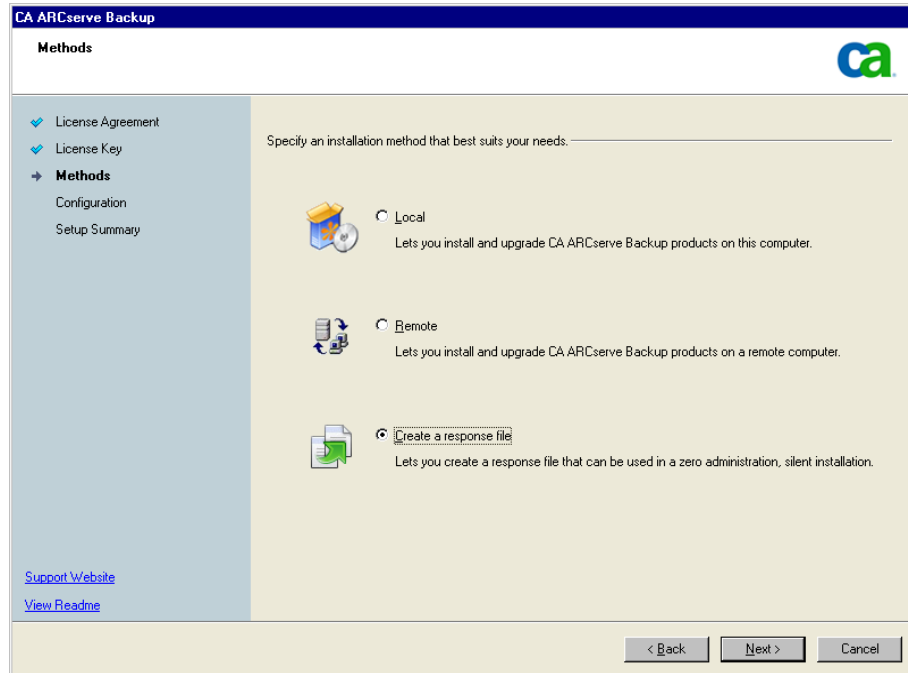 CA ARCserve Backup
Methods
ca
License Agreement
License Key
Methods
Configuration
Setup Summary
Specify an installation method that best suits your needs.
Local
Lets you install and upgrade CA ARCserve Backup products on this computer.
Remote
Lets you install and upgrade CA ARCserve Backup products on a remote computer.
Create a response file
Lets you create a response file that can be used in a zero administration, silent installation.
Support Website
View Readme
< Back Next > Cancel